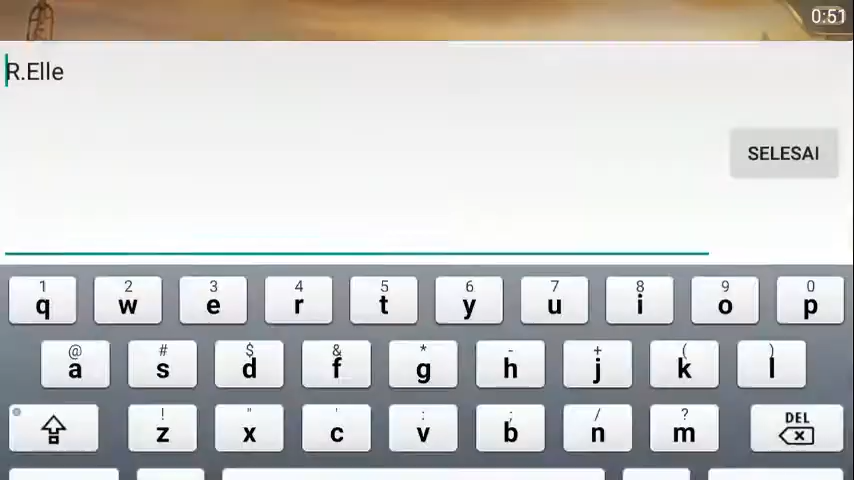 0:51
R.Elle
SELESAI
1 2 3 4 5 6 7 8 9 0
q w e r t y u i o p
@ # $ & * - + ( )
a s d f g h j k l
! " ' : ; / ? DEL
z x c v b n m